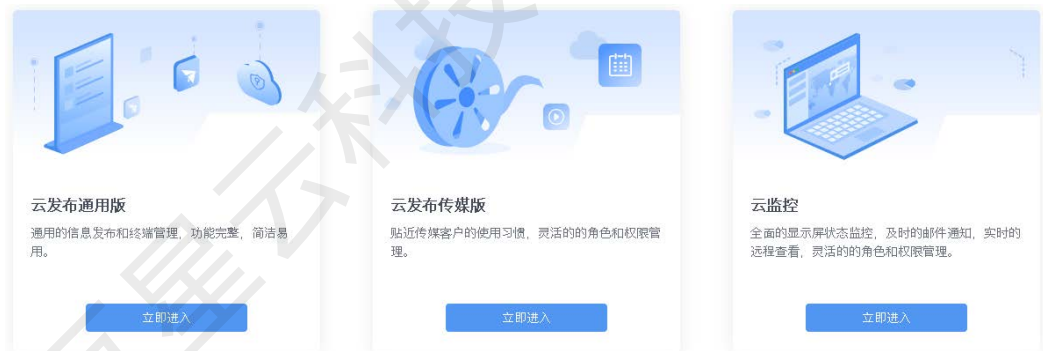 云发布通用版
通用的信息发布和终端管理，功能完整，简洁易
用。
立即进入
云发布传媒版
贴近传媒客户的使用习惯，灵活的的角色和权限管
理。
立即进入
云监控
全面的显示屏状态监控，及时的邮件通知，实时的
远程查看，灵活的的角色和权限管理。
立即进入
星云科技